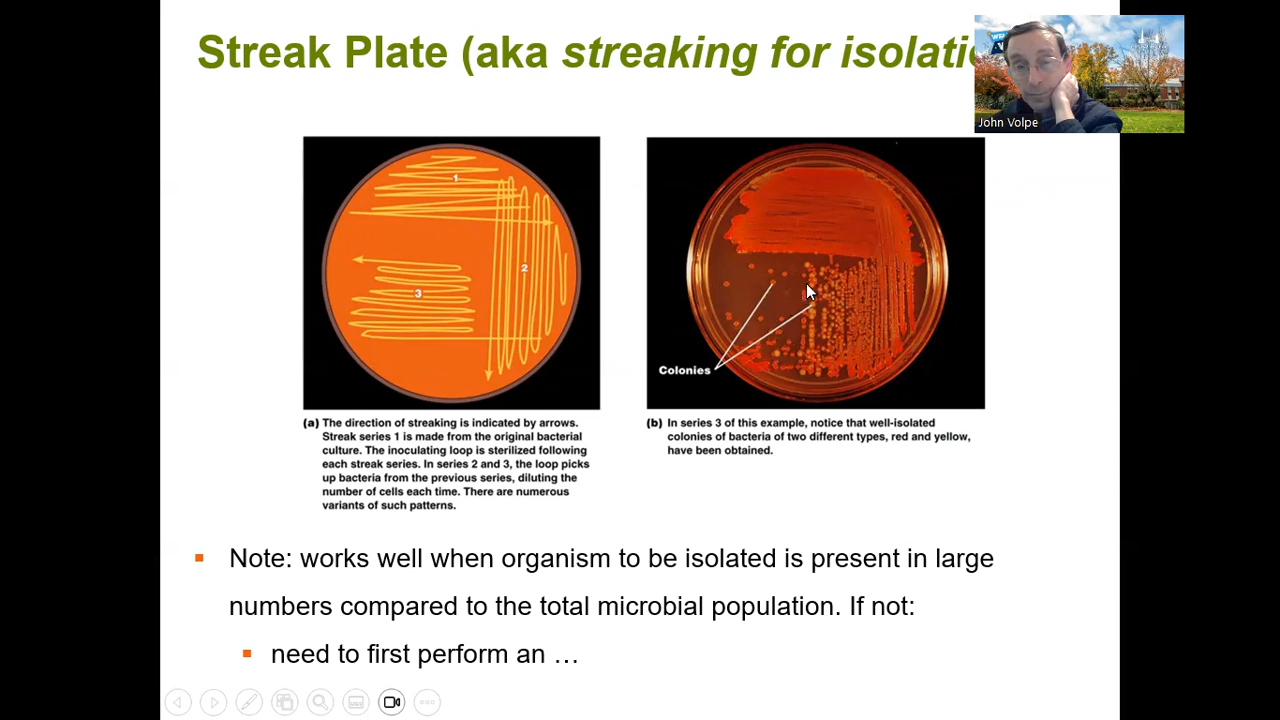 Streak Plate (aka streaking for isolati
John Volpe
1
2
3
Colonies
(a) The direction of streaking is indicated by arrows.
Streak series 1 is made from the original bacterial
culture. The inoculating loop is sterilized following
each streak series. In series 2 and 3, the loop picks
up bacteria from the previous series, diluting the
number of cells each time. There are numerous
variants of such patterns.
(b) In series 3 of this example, notice that well-isolated
colonies of bacteria of two different types, red and yellow,
have been obtained.
▪ Note: works well when organism to be isolated is present in large
numbers compared to the total microbial population. If not:
▪ need to first perform an …